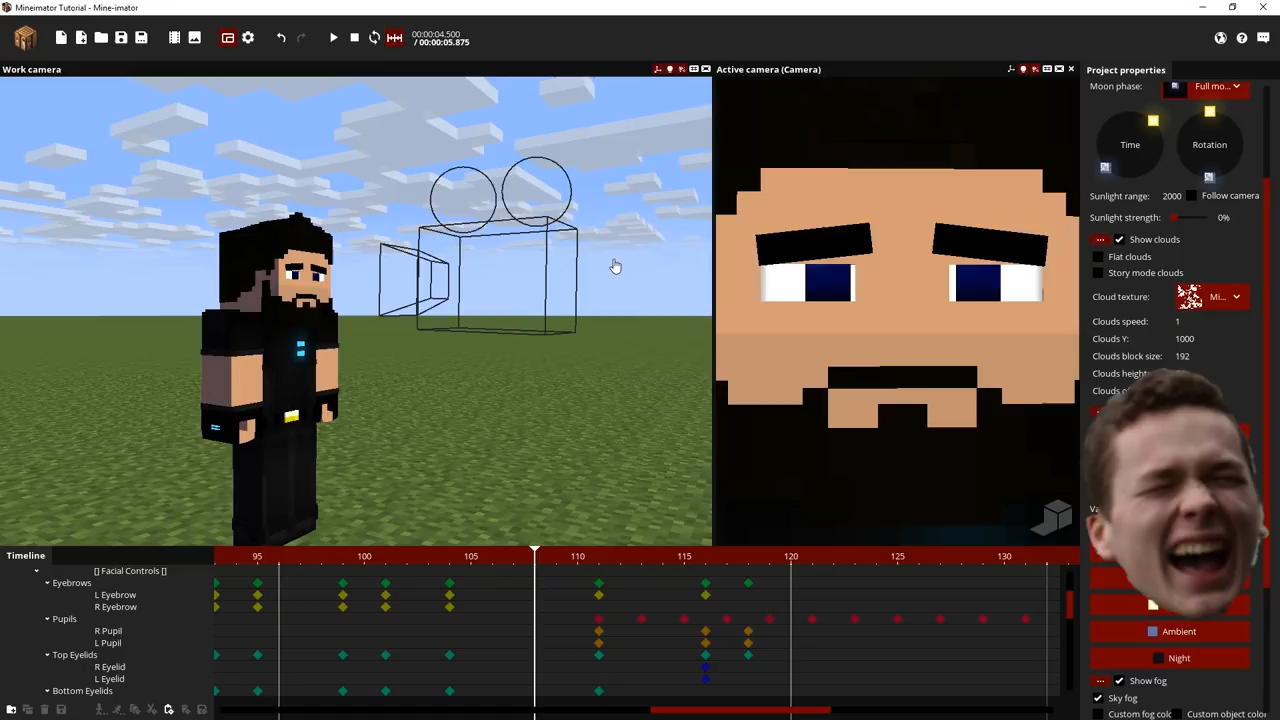 Mineimator Tutorial - Mine-imator
00:00:04.500
/ 00:00:05.875
Work camera
Active camera (Camera)
Project properties
Moon phase:
Full mo...
Time
Rotation
Sunlight range:
2000
Follow camera
Sunlight strength:
0%
Show clouds
Flat clouds
Story mode clouds
Cloud texture:
Mi...
Clouds speed:
1
Clouds Y:
1000
Clouds block size:
192
Clouds
Clouds
Ambient
Night
Show fog
Sky fog
Custom fog
Custom object
Timeline
95
100
105
110
115
120
125
130
[] Facial Controls []
Eyebrows
L Eyebrow
R Eyebrow
Pupils
R Pupil
L Pupil
Top Eyelids
R Eyelid
L Eyelid
Bottom Eyelids